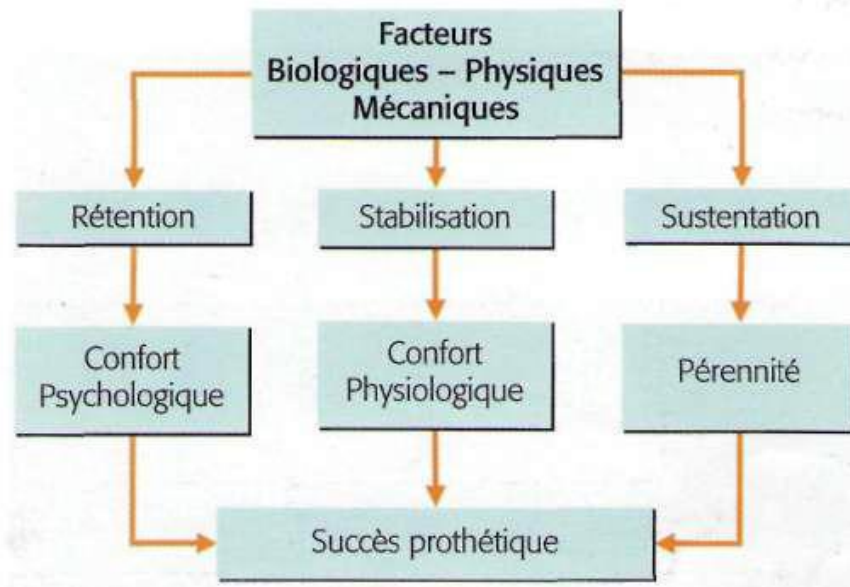 Facteurs
Biologiques – Physiques
Mécaniques
Rétention
Stabilisation
Sustentation
Confort
Psychologique
Confort
Physiologique
Pérennité
Succès prothétique